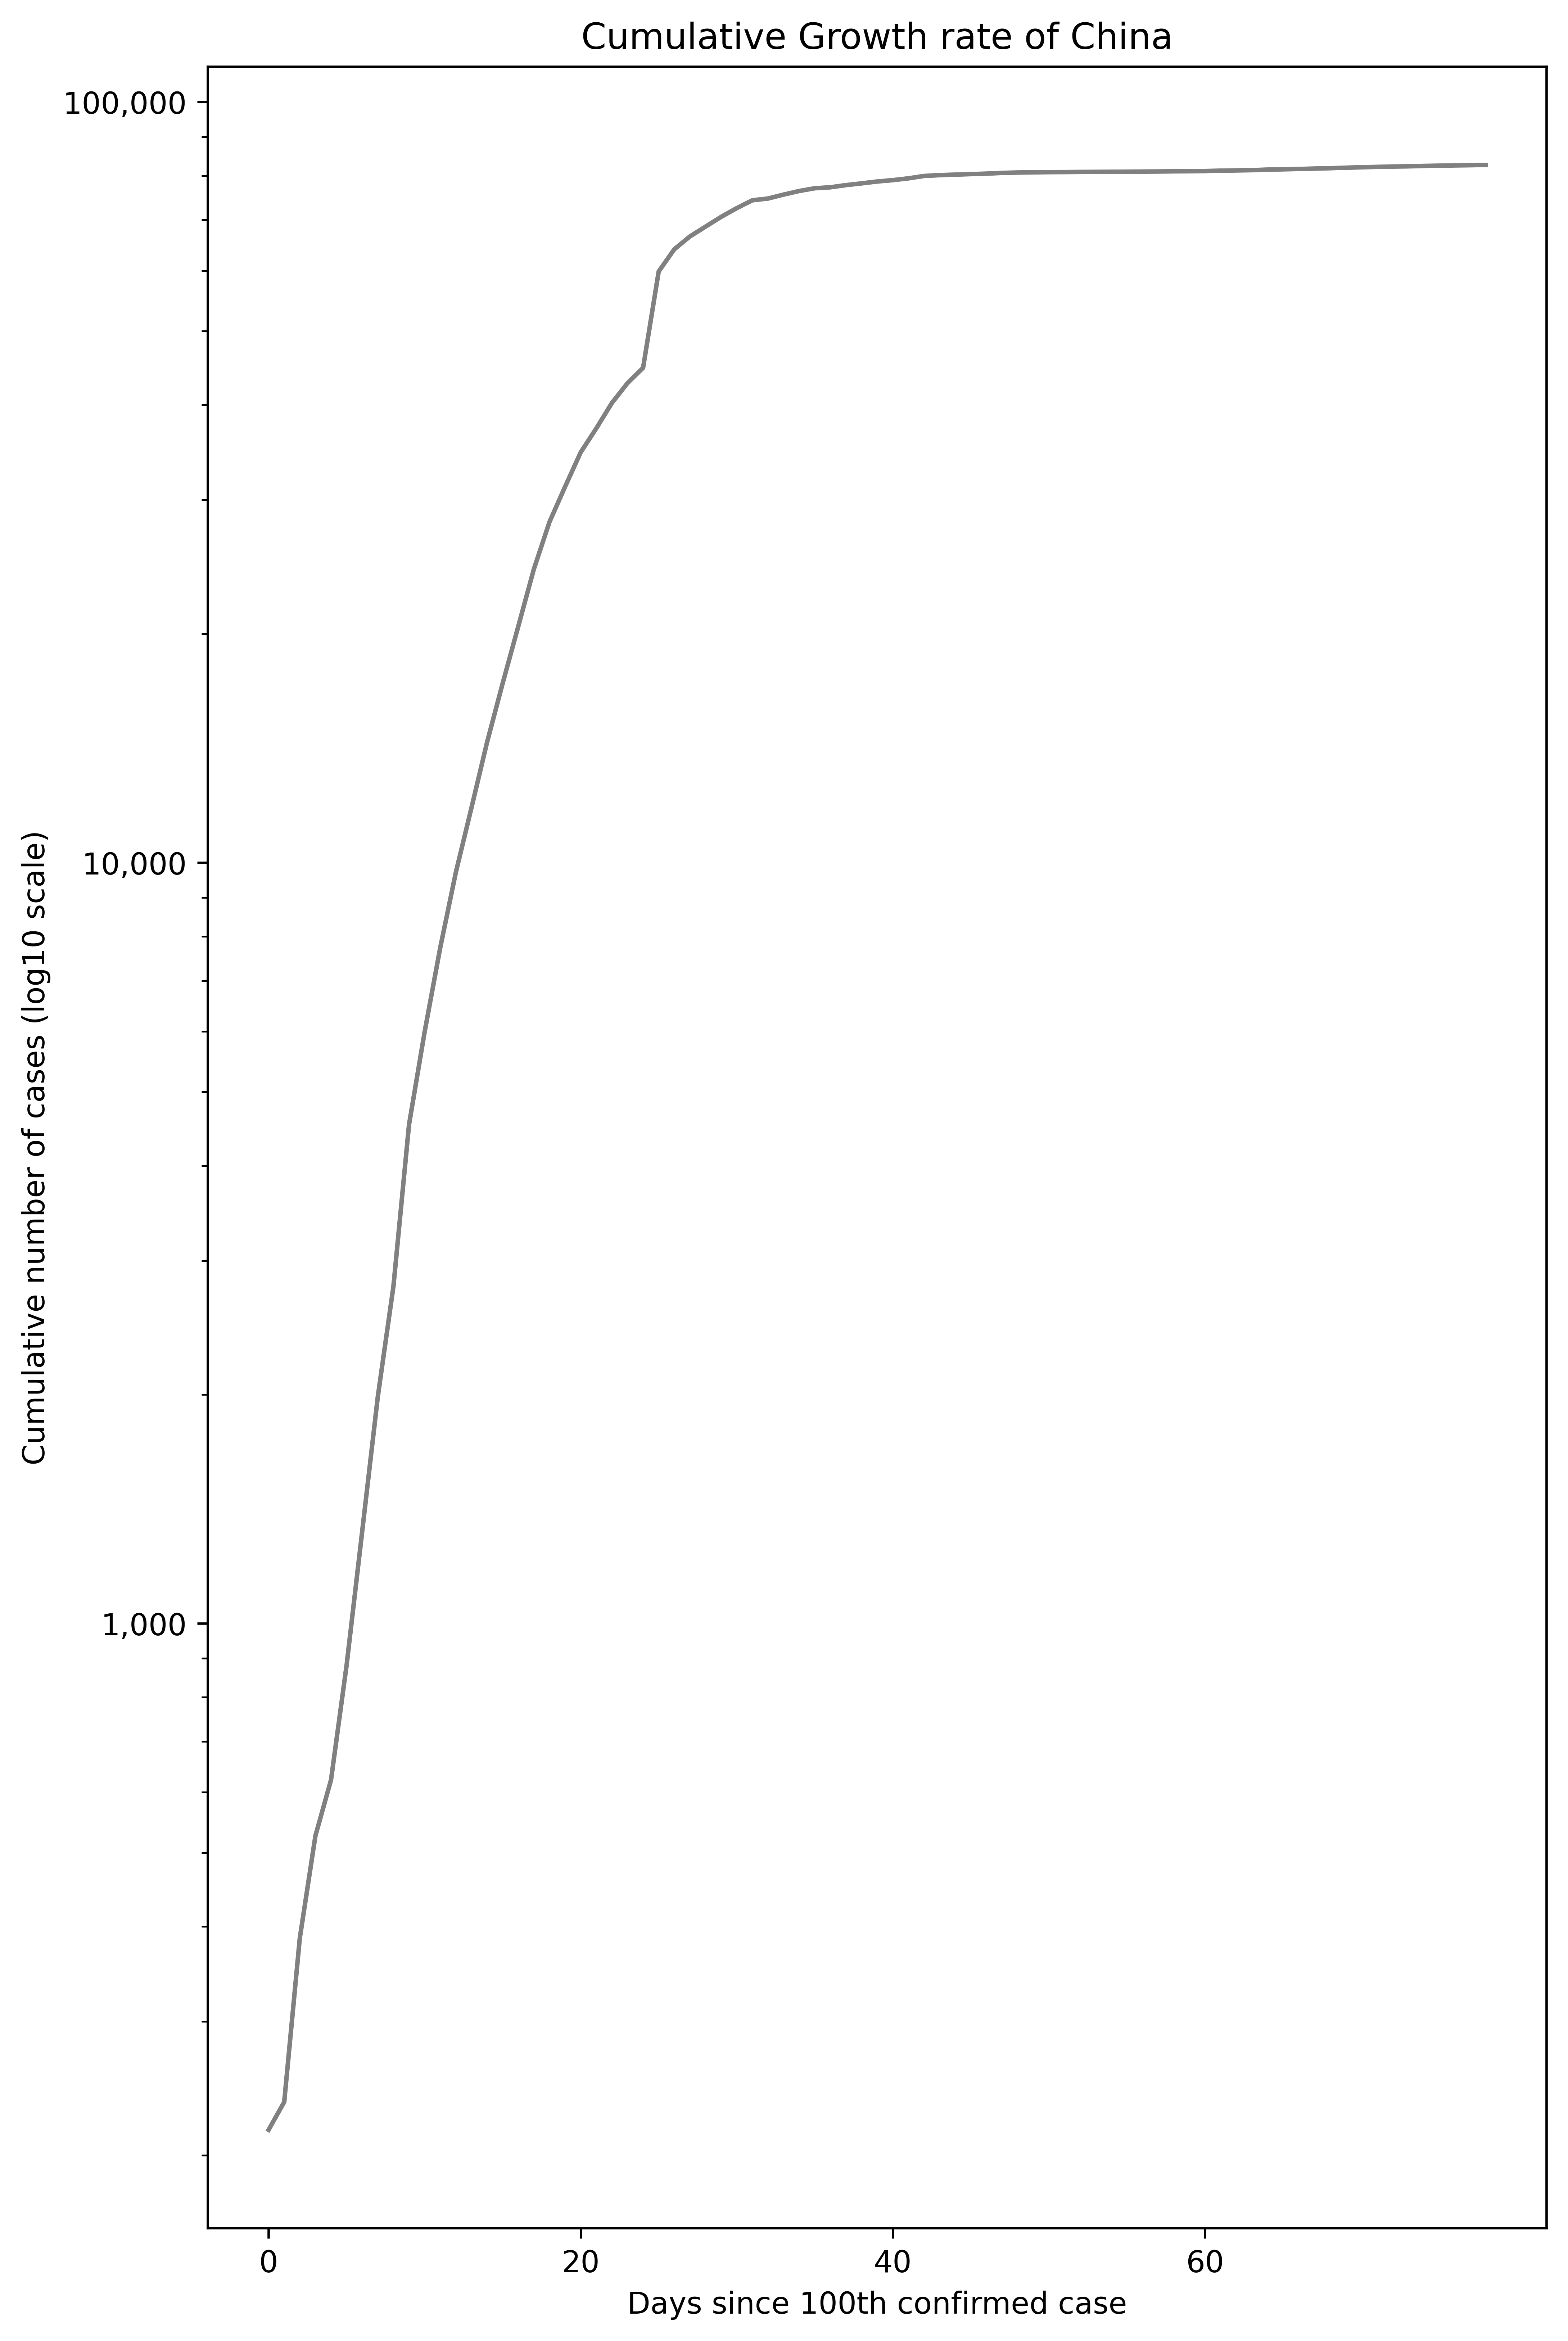 Cumulative Growth rate of China
100,000
10,000
1,000
Cumulative number of cases (log10 scale)
0 20 40 60
Days since 100th confirmed case